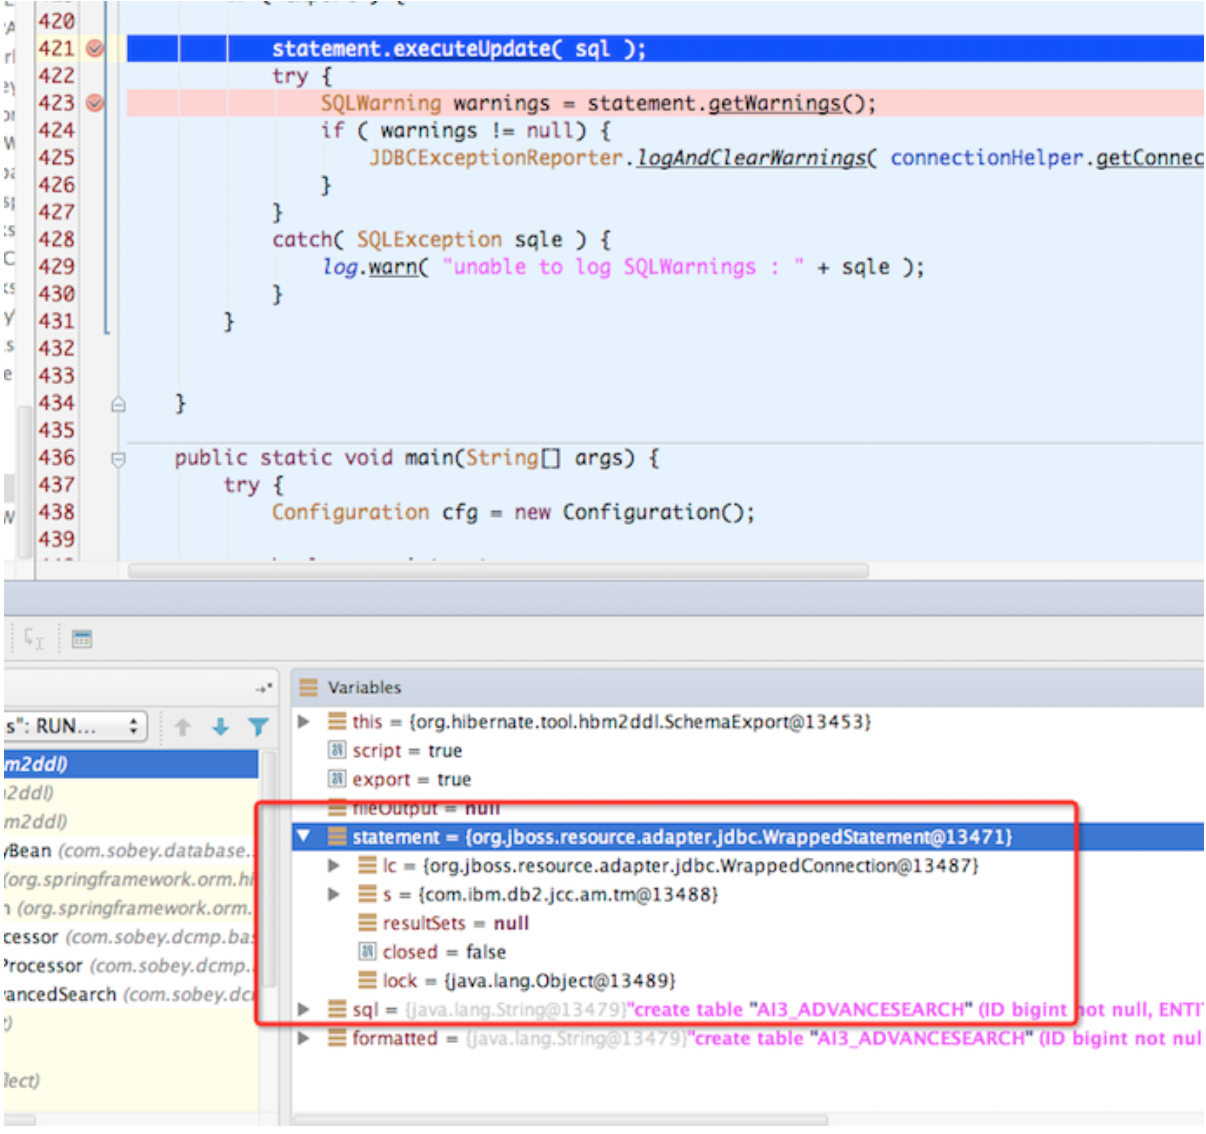 420
421 statement.executeUpdate( sql );
422 try {
423 SQLWarning warnings = statement.getWarnings();
424 if ( warnings != null) {
425 JDBCExceptionReporter.logAndClearWarnings( connectionHelper.getConnec
426 }
427 }
428 catch( SQLException sqle ) {
429 log.warn( "unable to log SQLWarnings : " + sqle );
430 }
431 }
432
433
434 }
435
436 public static void main(String[] args) {
437 try {
438 Configuration cfg = new Configuration();
439
Variables
s": RUN...
m2ddl)
2ddl)
m2ddl)
yBean (com.sobey.database.
(org.springframework.orm.hi
n (org.springframework.orm.
cessor (com.sobey.dcmp.bas
Processor (com.sobey.dcmp.
vancedSearch (com.sobey.dc
t)
flect)
this = {org.hibernate.tool.hbm2ddl.SchemaExport@13453}
script = true
export = true
fileOutput = null
statement = {org.jboss.resource.adapter.jdbc.WrappedStatement@13471}
lc = {org.jboss.resource.adapter.jdbc.WrappedConnection@13487}
s = {com.ibm.db2.jcc.am.tm@13488}
resultSets = null
closed = false
lock = {java.lang.Object@13489}
sql = {java.lang.String@13479}"create table "AI3_ADVANCESEARCH" (ID bigint not null, ENTI
formatted = {java.lang.String@13479}"create table "AI3_ADVANCESEARCH" (ID bigint not nul